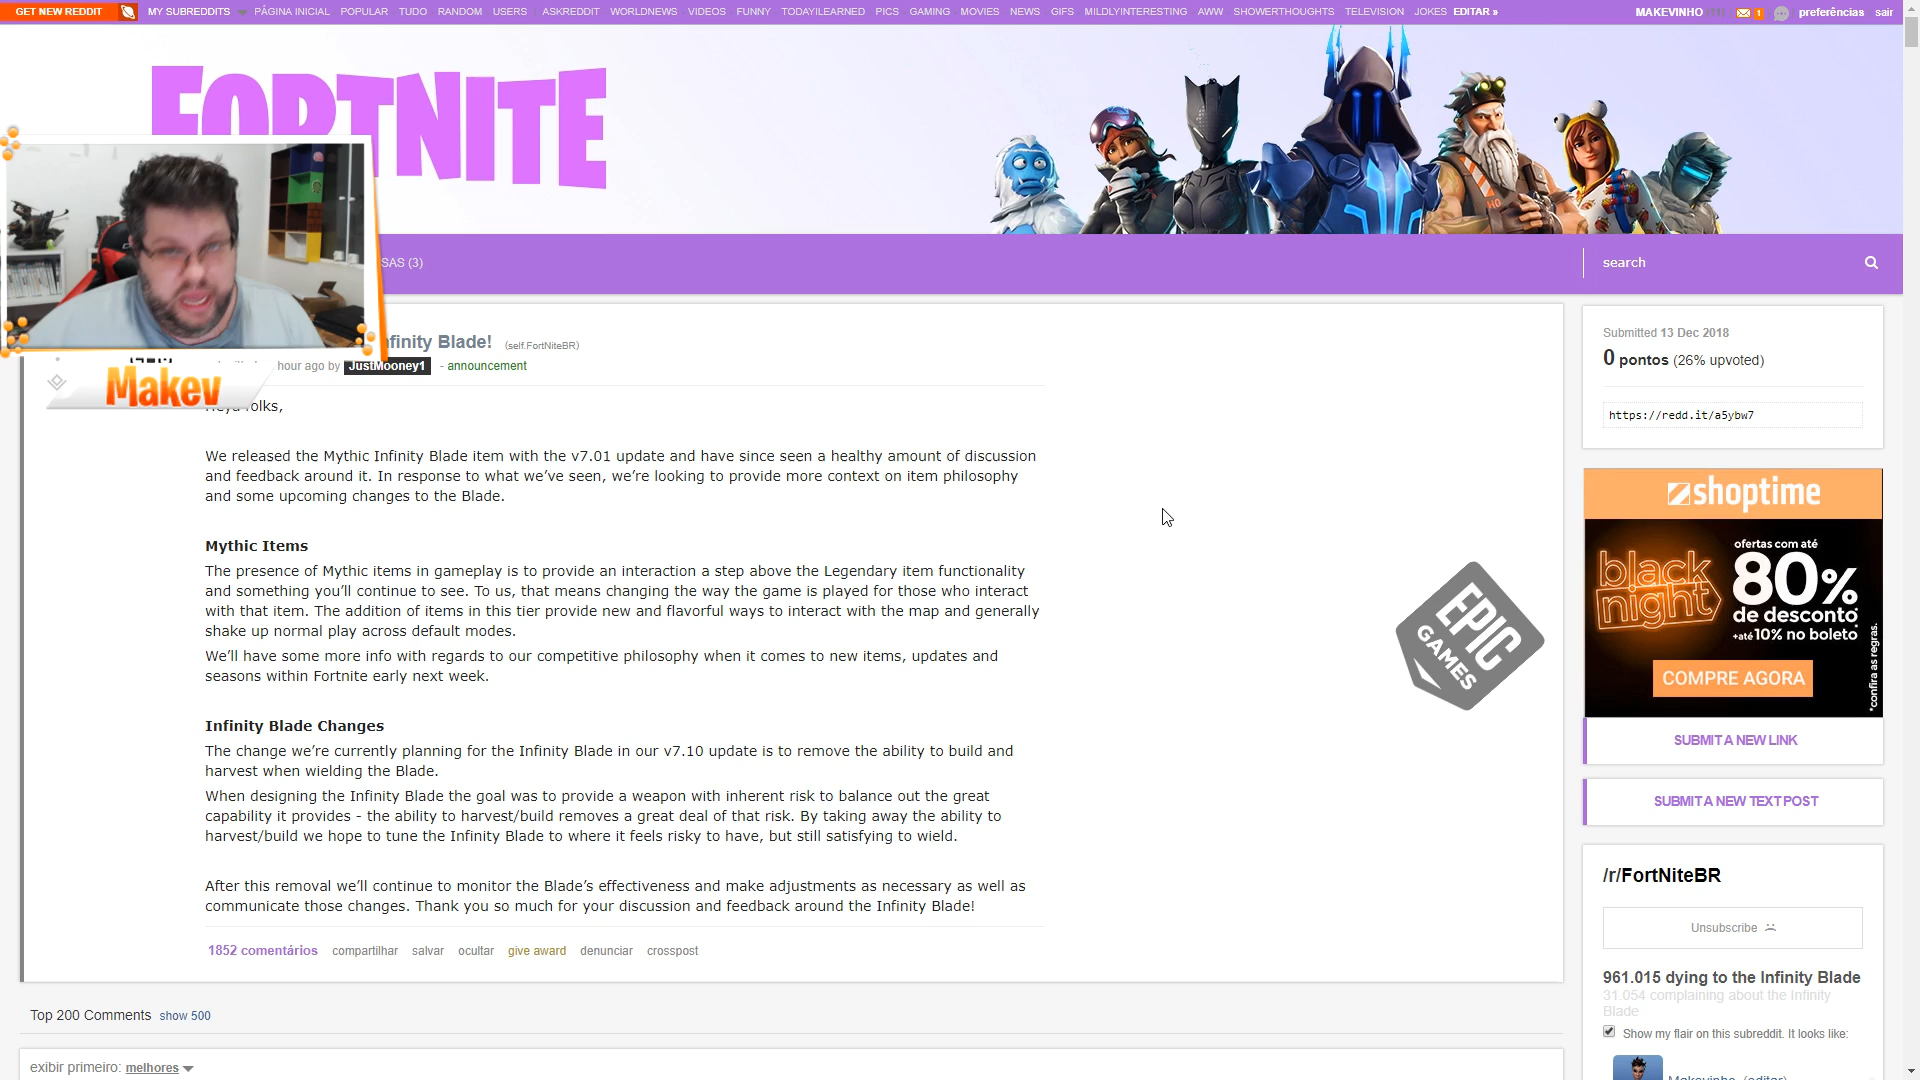 GET NEW REDDIT
MY SUBREDDITS PÁGINA INICIAL POPULAR TUDO RANDOM USERS | ASKREDDIT WORLDNEWS VIDEOS FUNNY TODAYILEARNED PICS GAMING MOVIES NEWS GIFS MILDLYINTERESTING AWW SHOWERTHOUGHTS TELEVISION JOKES EDITAR »
MAKEVINHO 1 preferências sair
FORTNITE
SAS (3)
search
nfinity Blade! (self.FortNiteBR)
hour ago by JustMooney1 - announcement
Makev
olks,
We released the Mythic Infinity Blade item with the v7.01 update and have since seen a healthy amount of discussion
and feedback around it. In response to what we’ve seen, we’re looking to provide more context on item philosophy
and some upcoming changes to the Blade.
Mythic Items
The presence of Mythic items in gameplay is to provide an interaction a step above the Legendary item functionality
and something you’ll continue to see. To us, that means changing the way the game is played for those who interact
with that item. The addition of items in this tier provide new and flavorful ways to interact with the map and generally
shake up normal play across default modes.
We’ll have some more info with regards to our competitive philosophy when it comes to new items, updates and
seasons within Fortnite early next week.
Infinity Blade Changes
The change we’re currently planning for the Infinity Blade in our v7.10 update is to remove the ability to build and
harvest when wielding the Blade.
When designing the Infinity Blade the goal was to provide a weapon with inherent risk to balance out the great
capability it provides - the ability to harvest/build removes a great deal of that risk. By taking away the ability to
harvest/build we hope to tune the Infinity Blade to where it feels risky to have, but still satisfying to wield.
After this removal we’ll continue to monitor the Blade’s effectiveness and make adjustments as necessary as well as
communicate those changes. Thank you so much for your discussion and feedback around the Infinity Blade!
1852 comentários compartilhar salvar ocultar give award denunciar crosspost
EPIC
GAMES
Top 200 Comments show 500
exibir primeiro: melhores
Submitted 13 Dec 2018
0 pontos (26% upvoted)
https://redd.it/a5ybw7
shoptime
black
night
ofertas com até
80%
de desconto*
+até 10% no boleto
COMPRE AGORA
*confira as regras.
SUBMIT A NEW LINK
SUBMIT A NEW TEXT POST
/r/FortNiteBR
Unsubscribe
961.015 dying to the Infinity Blade
31.054 complaining about the Infinity
Blade
Show my flair on this subreddit. It looks like:
Makevinho (editar)